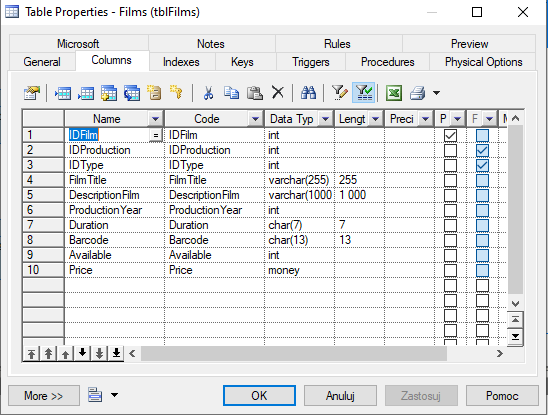 Table Properties - Films (tblFilms)
Microsoft Notes Rules Preview
General Columns Indexes Keys Triggers Procedures Physical Options
Name Code Data Typ Lengt Preci P F M
1 IDFilm = IDFilm int
2 IDProduction IDProduction int
3 IDType IDType int
4 FilmTitle FilmTitle varchar(255) 255
5 DescriptionFilm DescriptionFilm varchar(1000 1 000
6 ProductionYear ProductionYear int
7 Duration Duration char(7) 7
8 Barcode Barcode char(13) 13
9 Available Available int
10 Price Price money
More >> OK Anuluj Zastosuj Pomoc